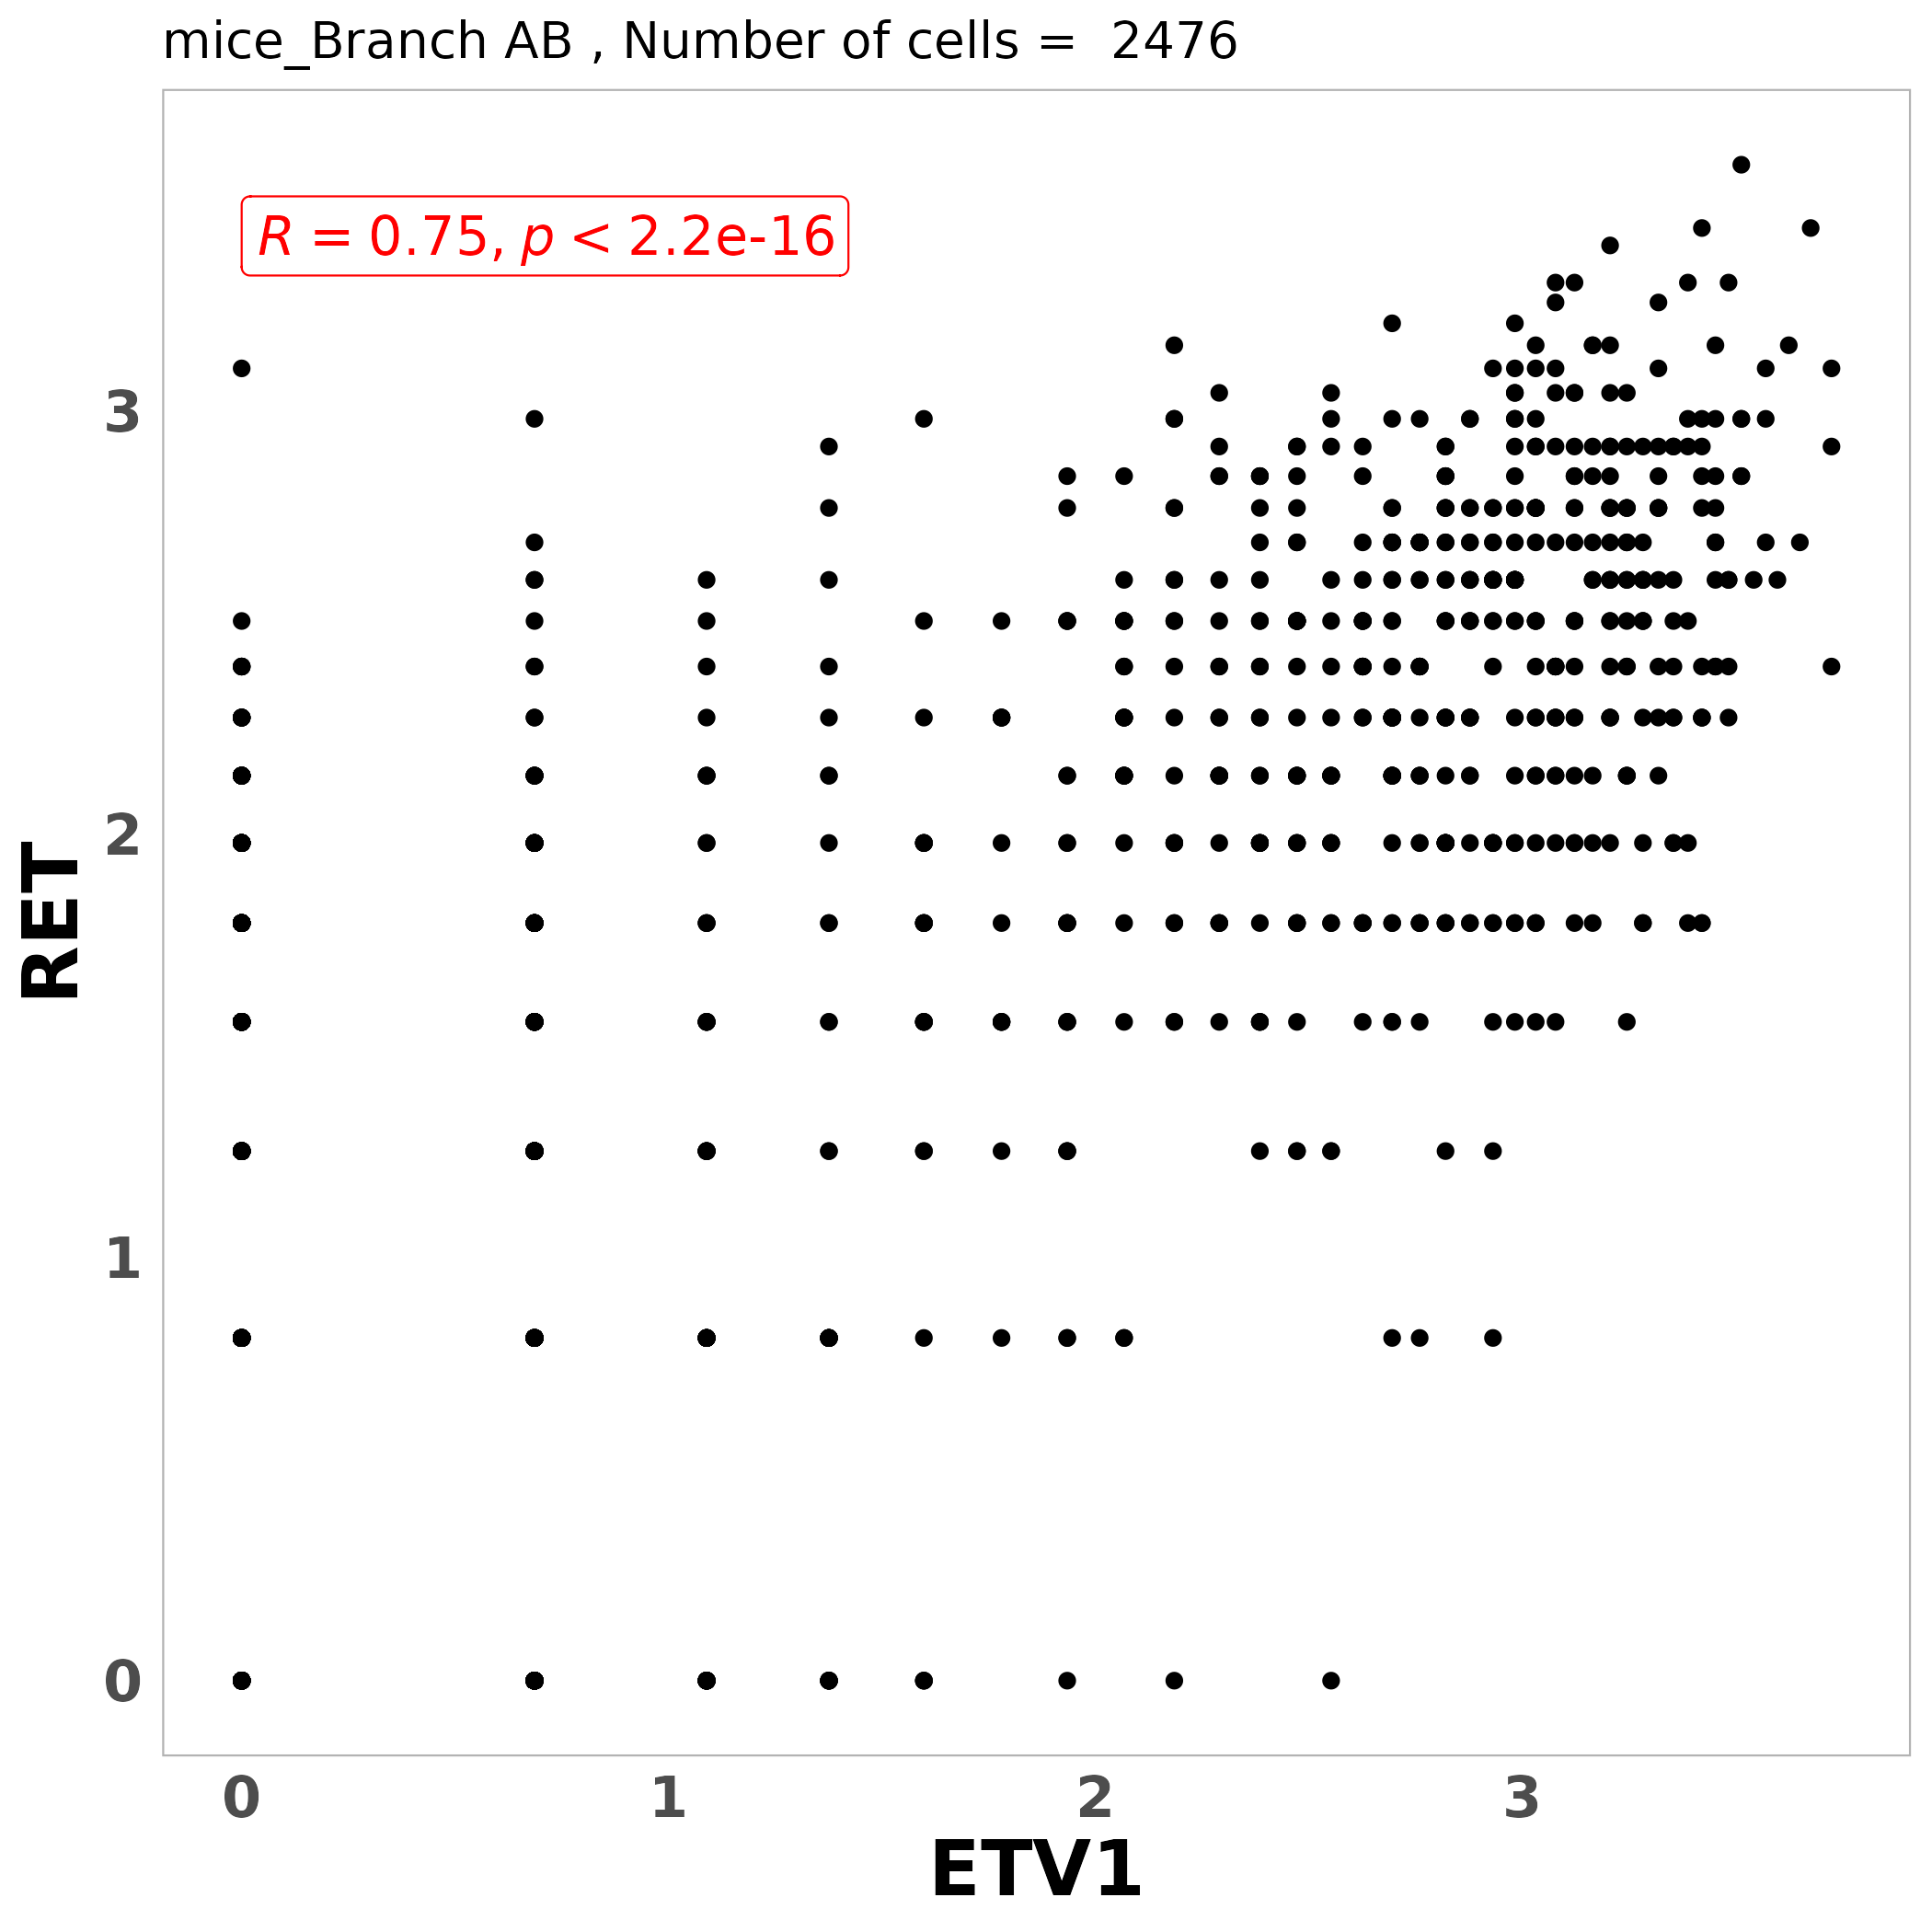 mice_Branch AB , Number of cells =  2476
R = 0.75, p < 2.2e-16
RET
3
2
1
0
0 1 2 3
ETV1